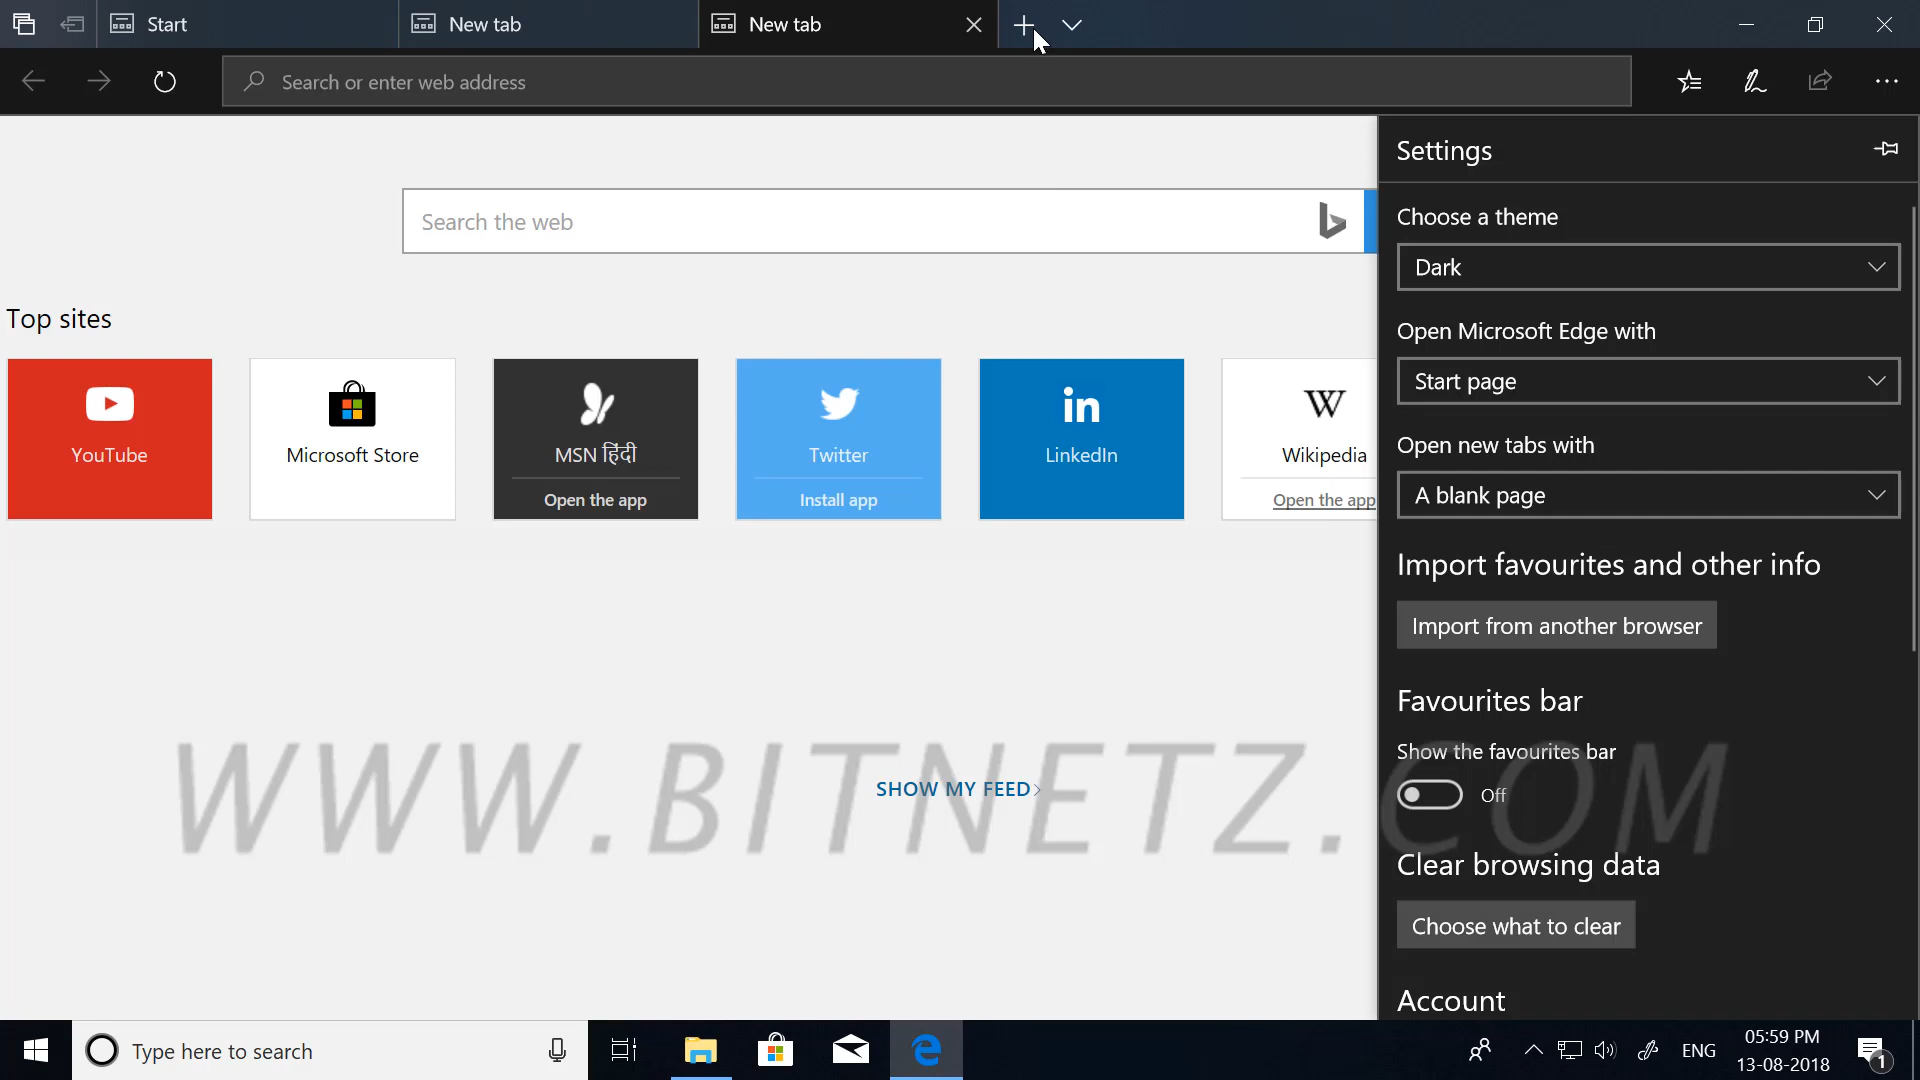 Start
New tab
New tab
Search or enter web address
Settings
Search the web
Choose a theme
Dark
Open Microsoft Edge with
Start page
Open new tabs with
A blank page
Top sites
YouTube
Microsoft Store
MSN हिंदी
Open the app
Twitter
Install app
LinkedIn
Wikipedia
Open the app
Import favourites and other info
Import from another browser
Favourites bar
Show the favourites bar
Off
SHOW MY FEED
WWW.BITNETZ.COM
Clear browsing data
Choose what to clear
Account
Type here to search
ENG
05:59 PM
13-08-2018
1